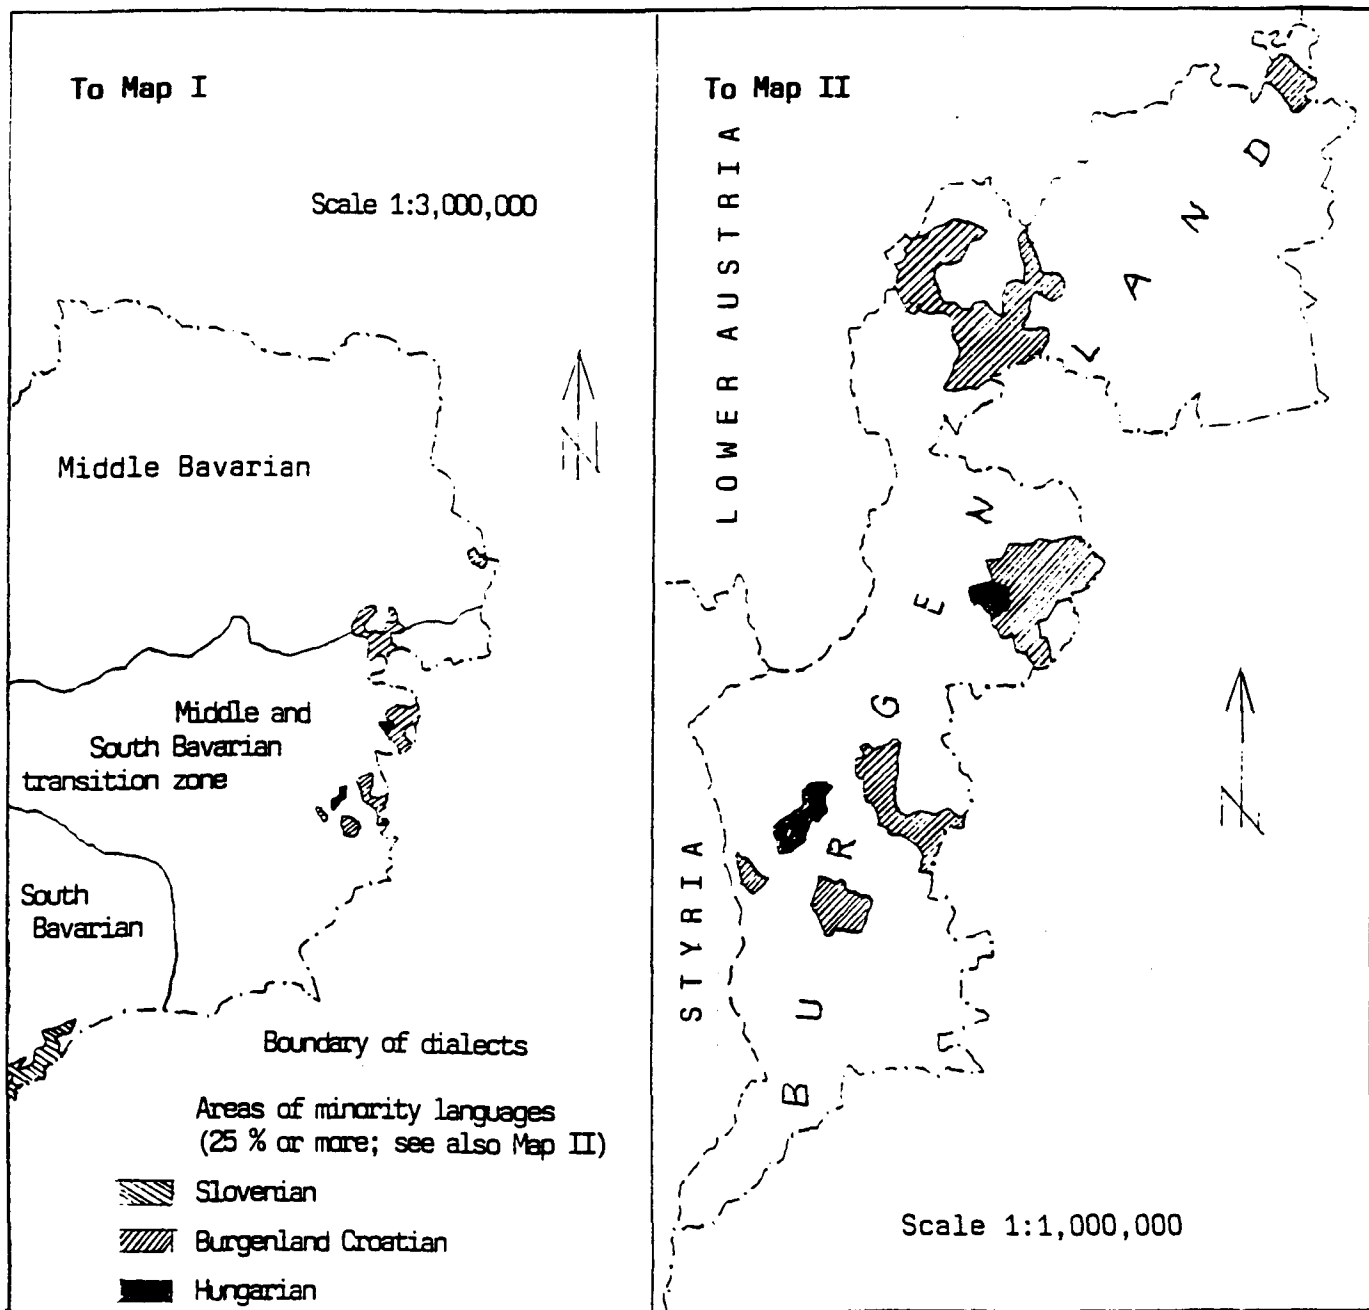 To Map I
Scale 1:3,000,000
Middle Bavarian
N
Middle and
South Bavarian
transition zone
South
Bavarian
Boundary of dialects
Areas of minority languages
(25 % or more; see also Map II)
Slovenian
Burgenland Croatian
Hungarian
To Map II
LOWER AUSTRIA
STYRIA
BURGENLAND
N
Scale 1:1,000,000